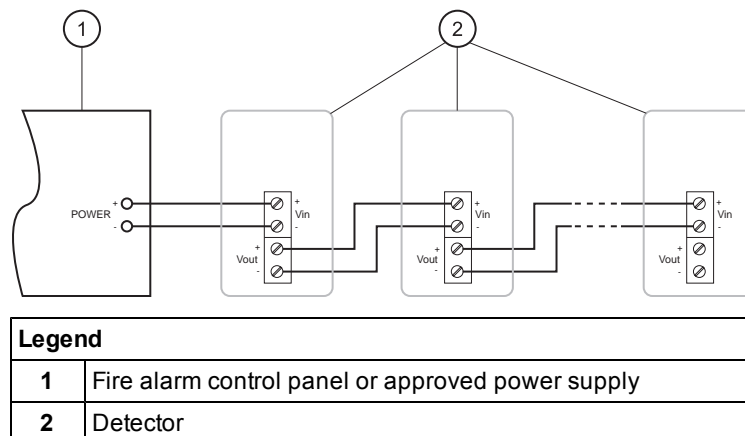 1
2
POWER
+
-
+
Vin
-
+
Vout
-
+
Vin
-
+
Vout
-
+
Vin
-
+
Vout
-
Legend
1 Fire alarm control panel or approved power supply
2 Detector